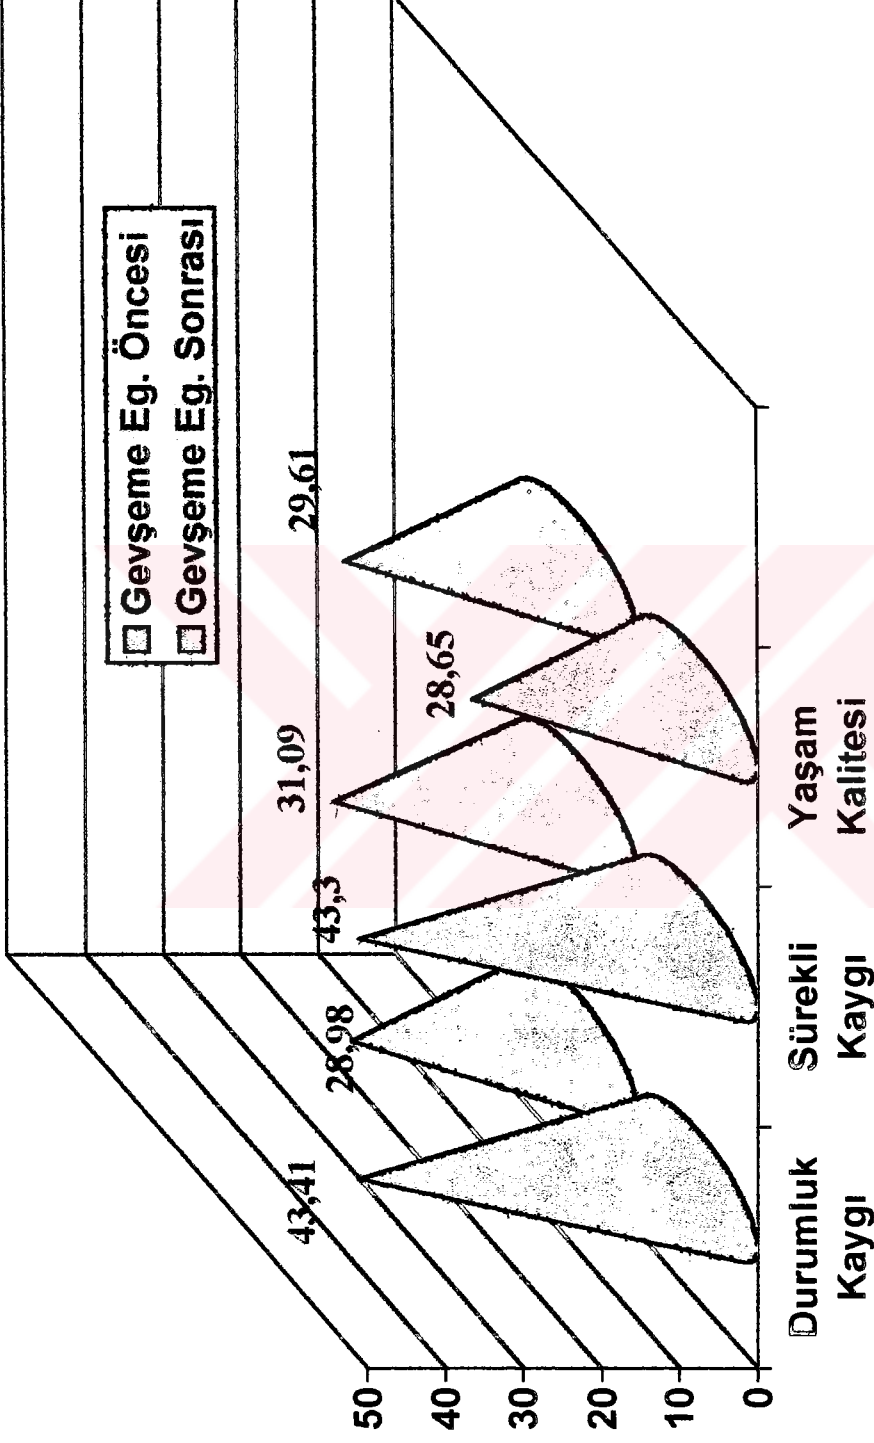 Gevşeme Eg. Öncesi
Gevşeme Eg. Sonrası
43,41
28,98
43,3
31,09
28,65
29,61
50
40
30
20
10
0
Durumluk
Kaygı
Sürekli
Kaygı
Yaşam
Kalitesi